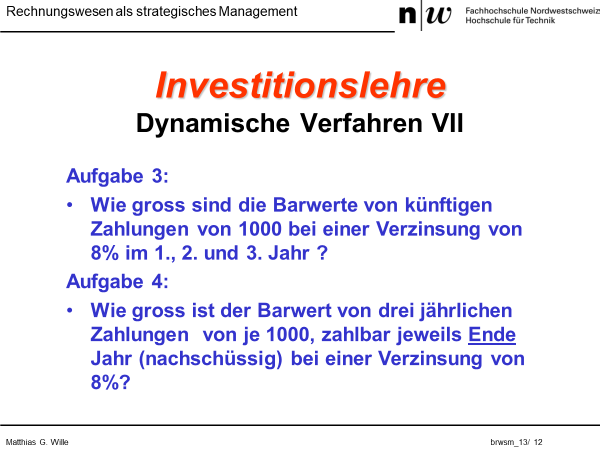 Rechnungswesen als strategisches Management
n|w Fachhochschule Nordwestschweiz
Hochschule für Technik
Investitionslehre
Dynamische Verfahren VII
Aufgabe 3:
• Wie gross sind die Barwerte von künftigen
Zahlungen von 1000 bei einer Verzinsung von
8% im 1., 2. und 3. Jahr ?
Aufgabe 4:
• Wie gross ist der Barwert von drei jährlichen
Zahlungen von je 1000, zahlbar jeweils Ende
Jahr (nachschüssig) bei einer Verzinsung von
8%?
Matthias G. Wille
brwsm_13/ 12